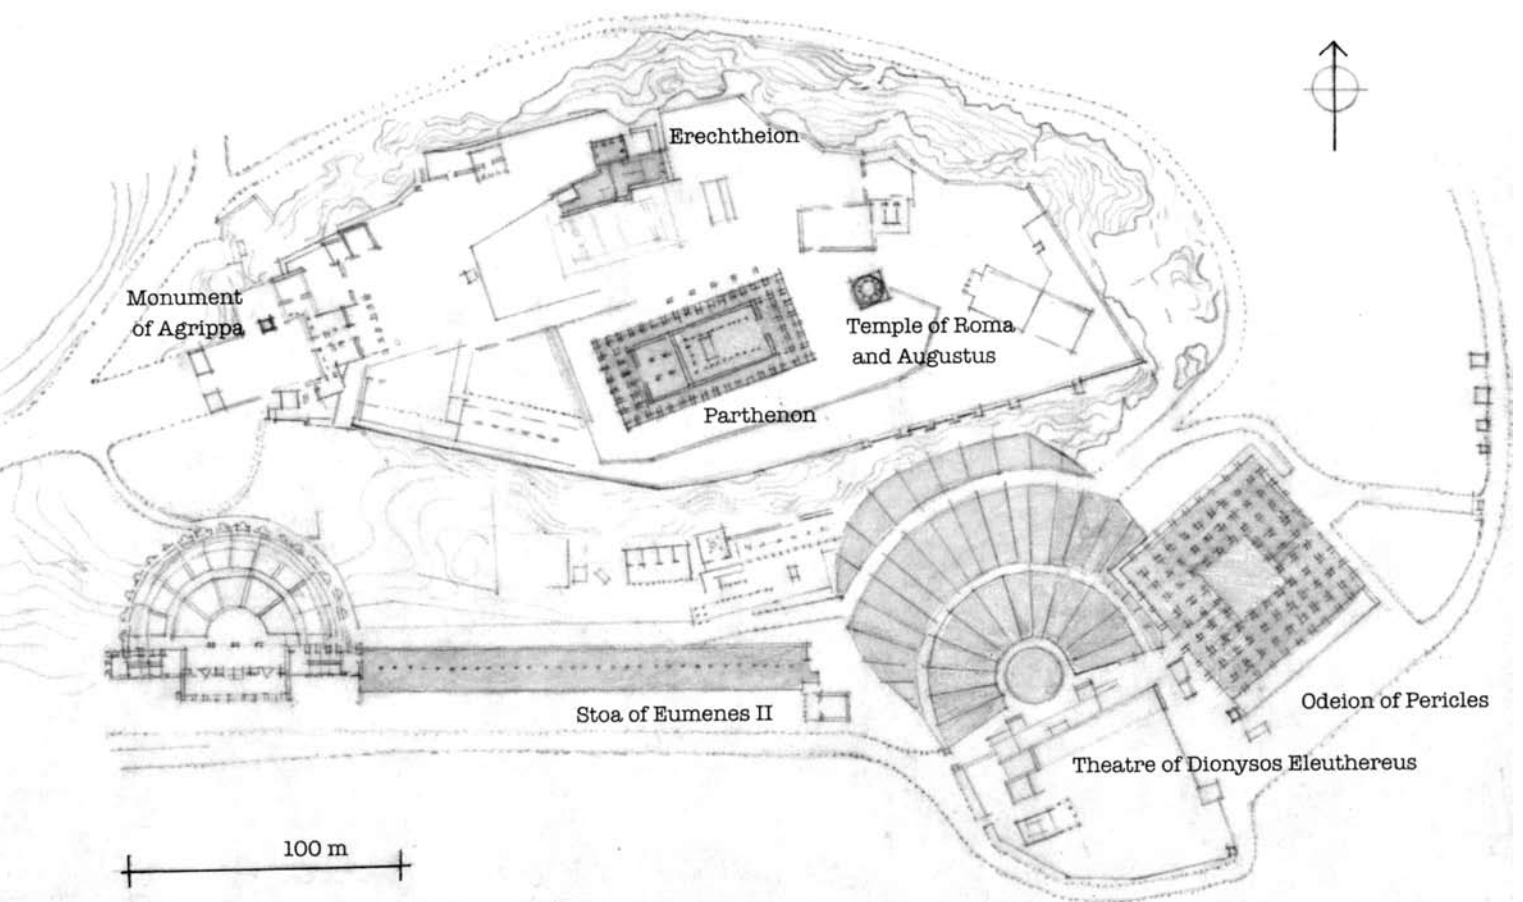 Erechtheion
Monument
of Agrippa
Temple of Roma
and Augustus
Parthenon
Stoa of Eumenes II
Odeion of Pericles
Theatre of Dionysos Eleuthereus
100 m